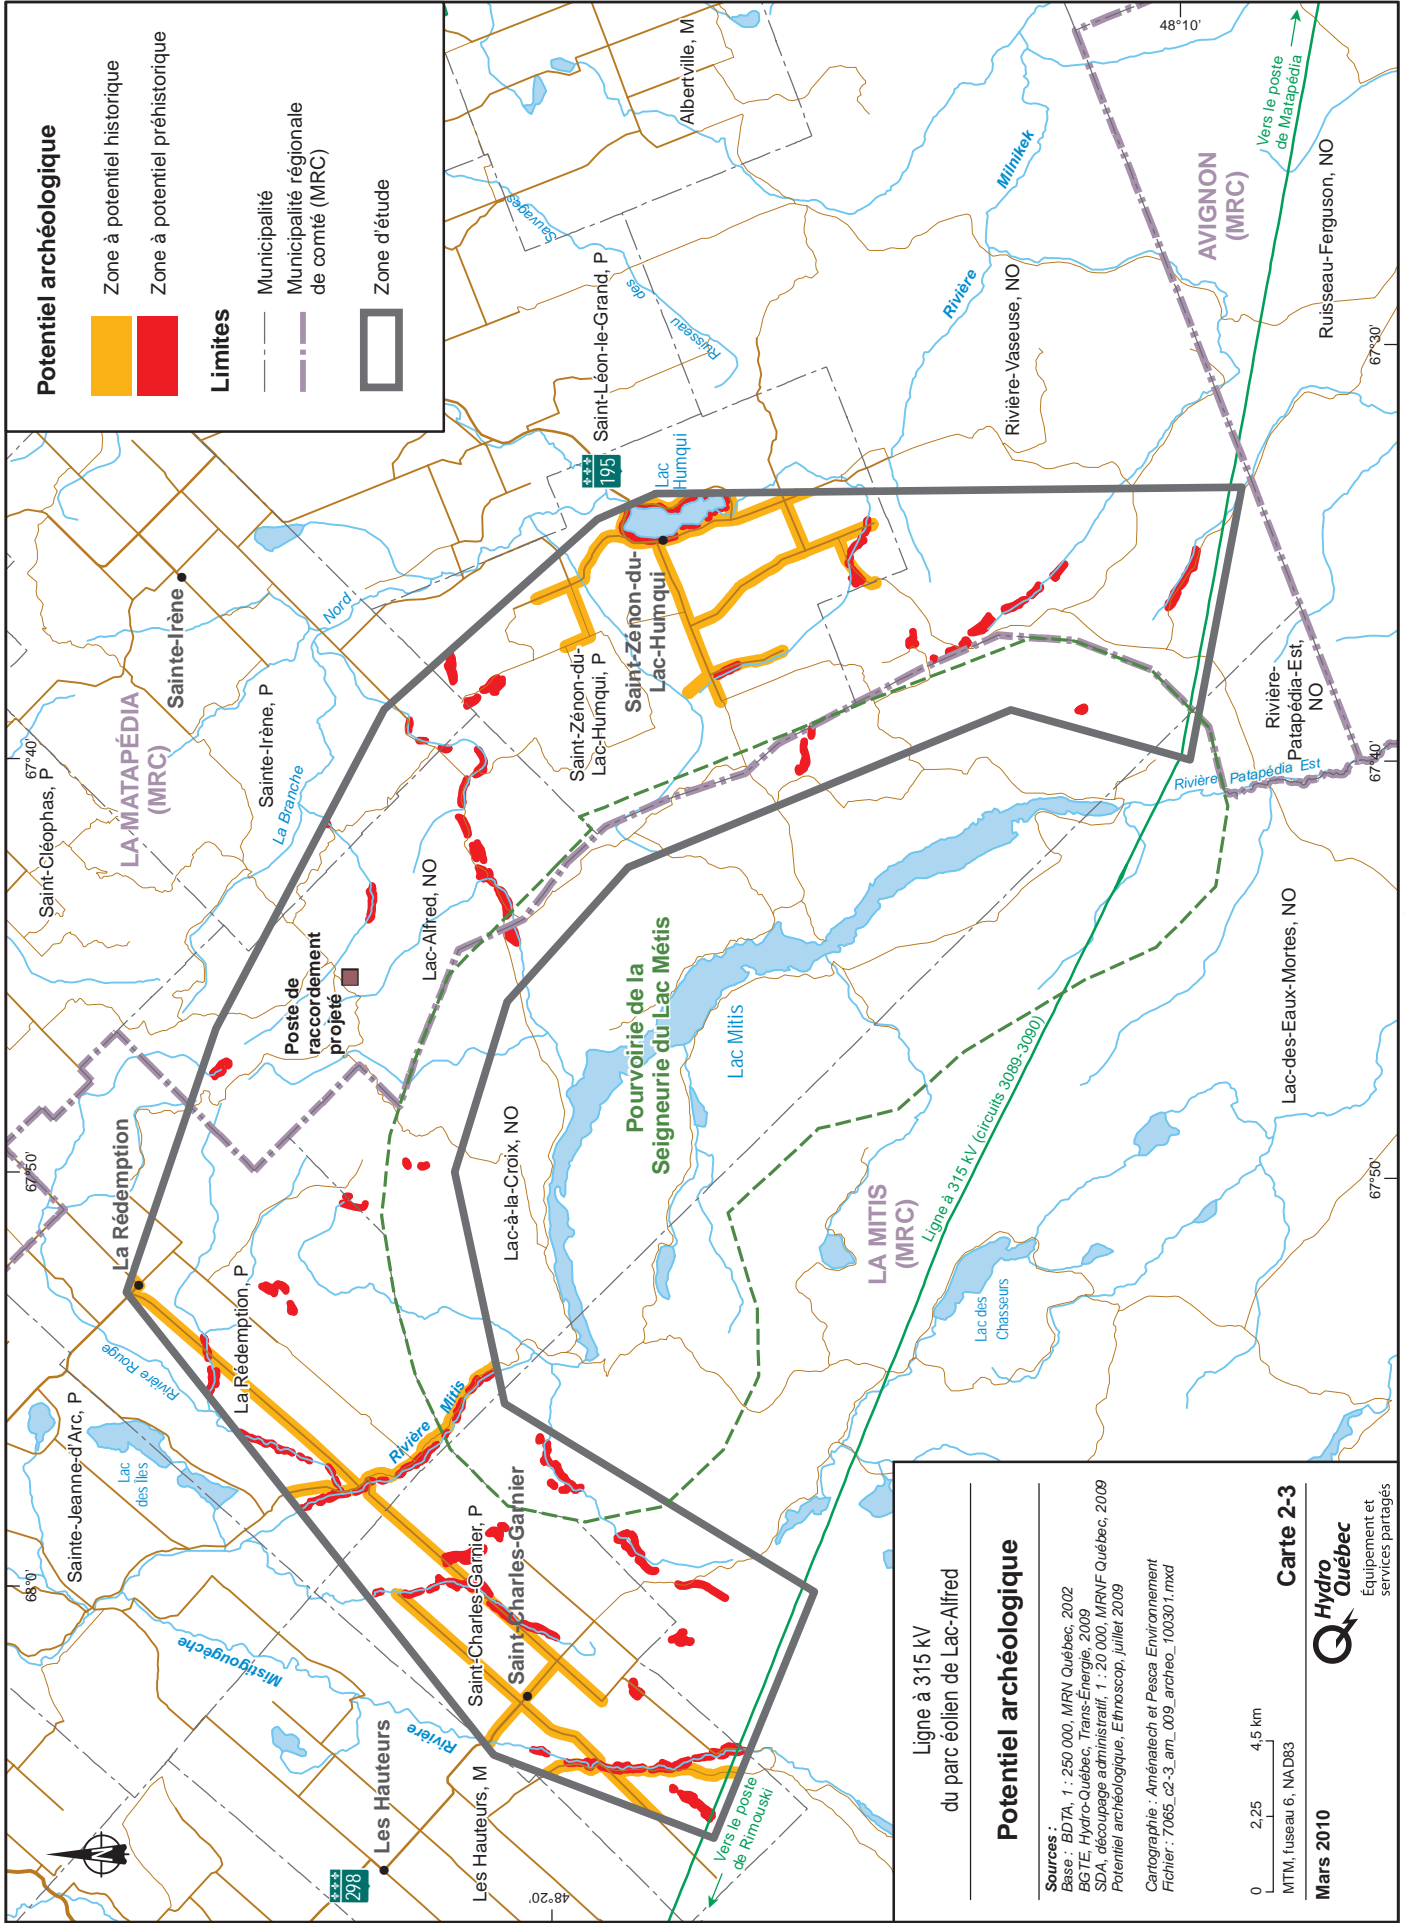 Potentiel archéologique
Zone à potentiel historique
Zone à potentiel préhistorique
Limites
Municipalité
Municipalité régionale
de comté (MRC)
Zone d'étude
68°0'
67°50'
67°40'
48°20'
48°10'
67°50'
67°40'
67°30'
298
195
Les Hauteurs
Les Hauteurs, M
Rivière
Mistigougèche
Sainte-Jeanne-d'Arc, P
Lac
des Îles
Rivière Rouge
La Rédemption
La Rédemption, P
Rivière
Mitis
Saint-Charles-Garnier, P
Saint-Charles-Garnier
Vers le poste
de Rimouski
Saint-Cléophas, P
LA MATAPÉDIA
(MRC)
Sainte-Irène
Sainte-Irène, P
La Branche
Nord
Poste de
raccordement
projeté
Lac-Alfred, NO
Lac-à-la-Croix, NO
Saint-Zénon-du-
Lac-Humqui, P
Saint-Zénon-du-
Lac-Humqui
Lac
Humqui
Saint-Léon-le-Grand, P
Ruisseau
des
Sauvages
Albertville, M
Pourvoirie de la
Seigneurie du Lac Métis
Lac Mitis
LA MITIS
(MRC)
Ligne à 315 kV (circuits 3089-3090)
Lac des
Chasseurs
Lac-des-Eaux-Mortes, NO
Rivière
Patapédia Est
Rivière-
Patapédia-Est,
NO
Rivière
Milnikek
Rivière-Vaseuse, NO
AVIGNON
(MRC)
Vers le poste
de Matapédia
Ruisseau-Ferguson, NO
Ligne à 315 kV
du parc éolien de Lac-Alfred
Potentiel archéologique
Sources :
Base : BDTA, 1 : 250 000, MRN Québec, 2002
BGTE, Hydro-Québec, Trans-Énergie, 2009
SDA, découpage administratif, 1 : 20 000, MRNF Québec, 2009
Potentiel archéologique, Ethnoscop, juillet 2009
Cartographie : Aménatech et Pesca Environnement
Fichier : 7065_c2-3_am_009_archeo_100301.mxd
0 2,25 4,5 km
MTM, fuseau 6, NAD83
Carte 2-3
Mars 2010
Hydro
Québec
Équipement et
services partagés
N